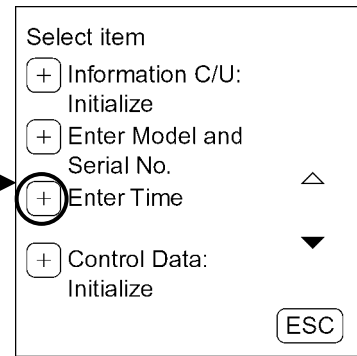 Select item
+ Information C/U:
Initialize
+ Enter Model and
Serial No.
+ Enter Time
+ Control Data:
Initialize
ESC